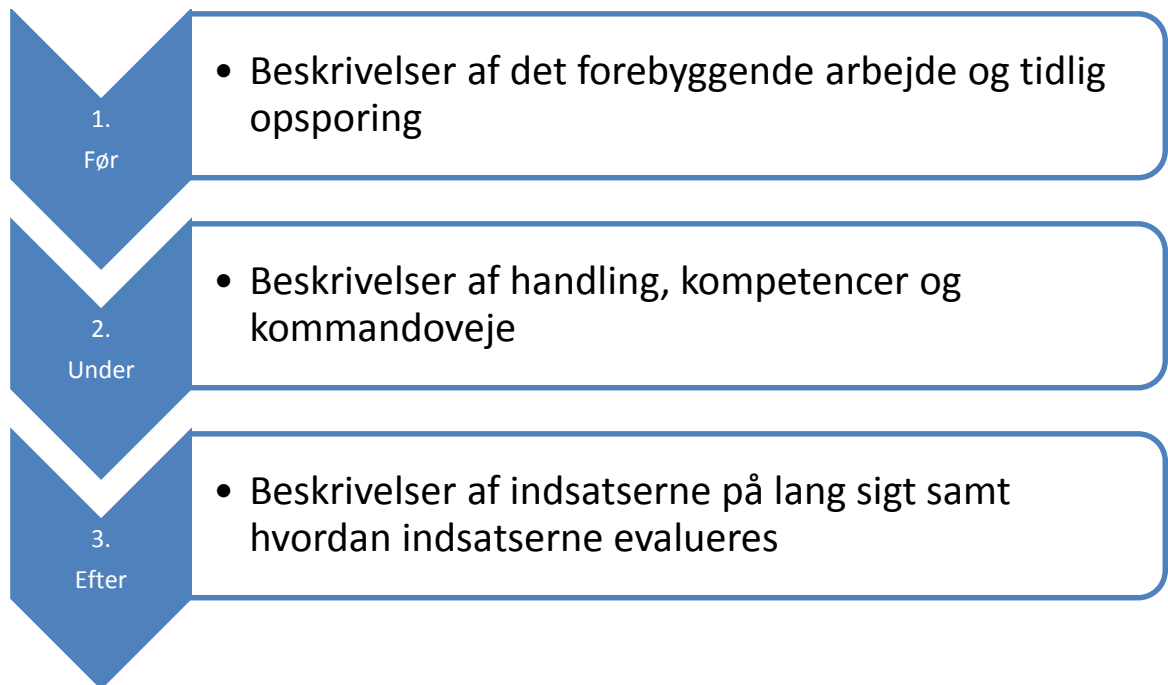 1.
Før
• Beskrivelser af det forebyggende arbejde og tidlig
opsporing
2.
Under
• Beskrivelser af handling, kompetencer og
kommandoveje
3.
Efter
• Beskrivelser af indsatserne på lang sigt samt
hvordan indsatserne evalueres